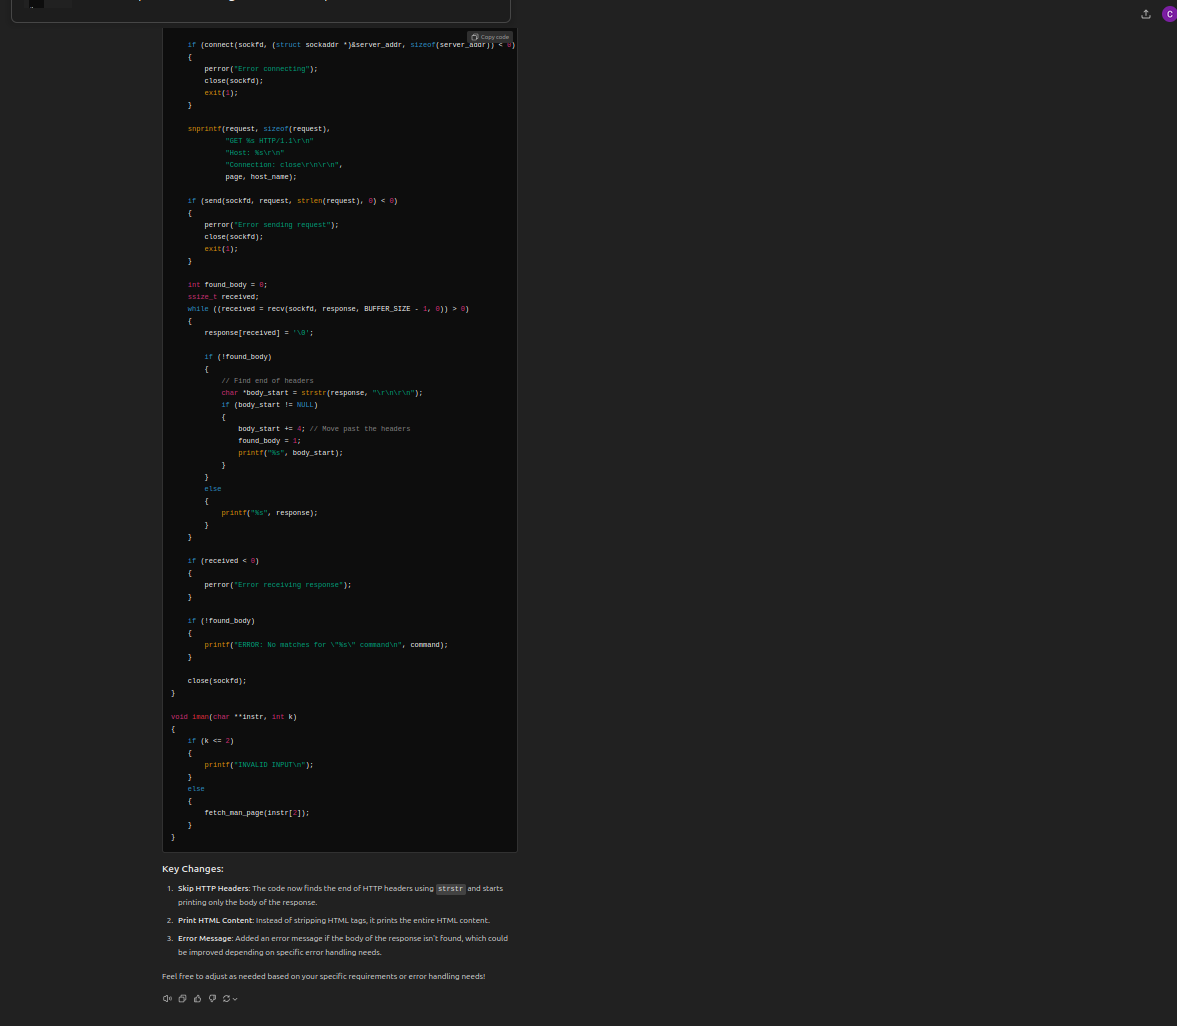 C
Copy code
if (connect(sockfd, (struct sockaddr *)&server_addr, sizeof(server_addr)) < 0)
{
perror("Error connecting");
close(sockfd);
exit(1);
}
snprintf(request, sizeof(request),
"GET %s HTTP/1.1\r\n"
"Host: %s\r\n"
"Connection: close\r\n\r\n",
page, host_name);
if (send(sockfd, request, strlen(request), 0) < 0)
{
perror("Error sending request");
close(sockfd);
exit(1);
}
int found_body = 0;
ssize_t received;
while ((received = recv(sockfd, response, BUFFER_SIZE - 1, 0)) > 0)
{
response[received] = '\0';
if (!found_body)
{
// Find end of headers
char *body_start = strstr(response, "\r\n\r\n");
if (body_start != NULL)
{
body_start += 4; // Move past the headers
found_body = 1;
printf("%s", body_start);
}
}
else
{
printf("%s", response);
}
}
if (received < 0)
{
perror("Error receiving response");
}
if (!found_body)
{
printf("ERROR: No matches for \"%s\" command\n", command);
}
close(sockfd);
}
void iman(char **instr, int k)
{
if (k <= 2)
{
printf("INVALID INPUT\n");
}
else
{
fetch_man_page(instr[2]);
}
}
Key Changes:
1. Skip HTTP Headers: The code now finds the end of HTTP headers using strstr and starts
printing only the body of the response.
2. Print HTML Content: Instead of stripping HTML tags, it prints the entire HTML content.
3. Error Message: Added an error message if the body of the response isn't found, which could
be improved depending on specific error handling needs.
Feel free to adjust as needed based on your specific requirements or error handling needs!